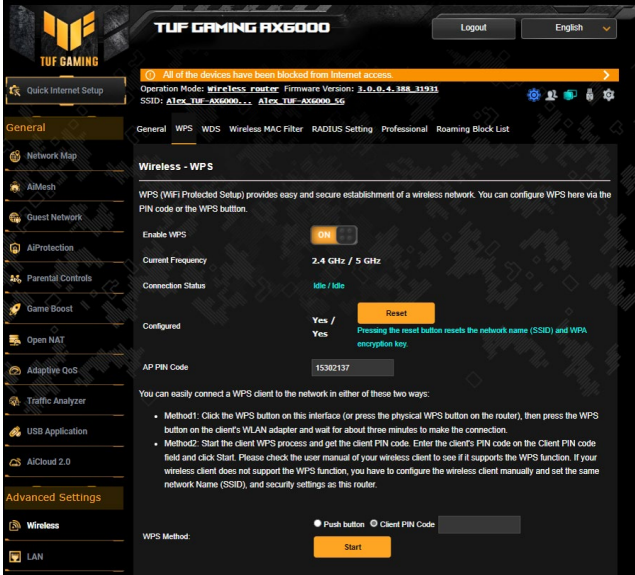 TUF GAMING
TUF GAMING AX6000
Logout
English
All of the devices have been blocked from Internet access.
Quick Internet Setup
Operation Mode: Wireless router Firmware Version: 3.0.0.4.388_31931
SSID: Alex_TUF-AX6000... Alex_TUF-AX6000_5G
General
Network Map
AiMesh
Guest Network
AiProtection
Parental Controls
Game Boost
Open NAT
Adaptive QoS
Traffic Analyzer
USB Application
AiCloud 2.0
Advanced Settings
Wireless
LAN
General WPS WDS Wireless MAC Filter RADIUS Setting Professional Roaming Block List
Wireless - WPS
WPS (WiFi Protected Setup) provides easy and secure establishment of a wireless network. You can configure WPS here via the
PIN code or the WPS buttton.
Enable WPS ON
Current Frequency 2.4 GHz / 5 GHz
Connection Status Idle / Idle
Configured Yes /
Yes
Reset
Pressing the reset button resets the network name (SSID) and WPA
encryption key.
AP PIN Code 15302137
You can easily connect a WPS client to the network in either of these two ways:
• Method1: Click the WPS button on this interface (or press the physical WPS button on the router), then press the WPS
button on the client's WLAN adapter and wait for about three minutes to make the connection.
• Method2: Start the client WPS process and get the client PIN code. Enter the client's PIN code on the Client PIN code
field and click Start. Please check the user manual of your wireless client to see if it supports the WPS function. If your
wireless client does not support the WPS function, you have to configure the wireless client manually and set the same
network Name (SSID), and security settings as this router.
WPS Method:
Push button Client PIN Code
Start